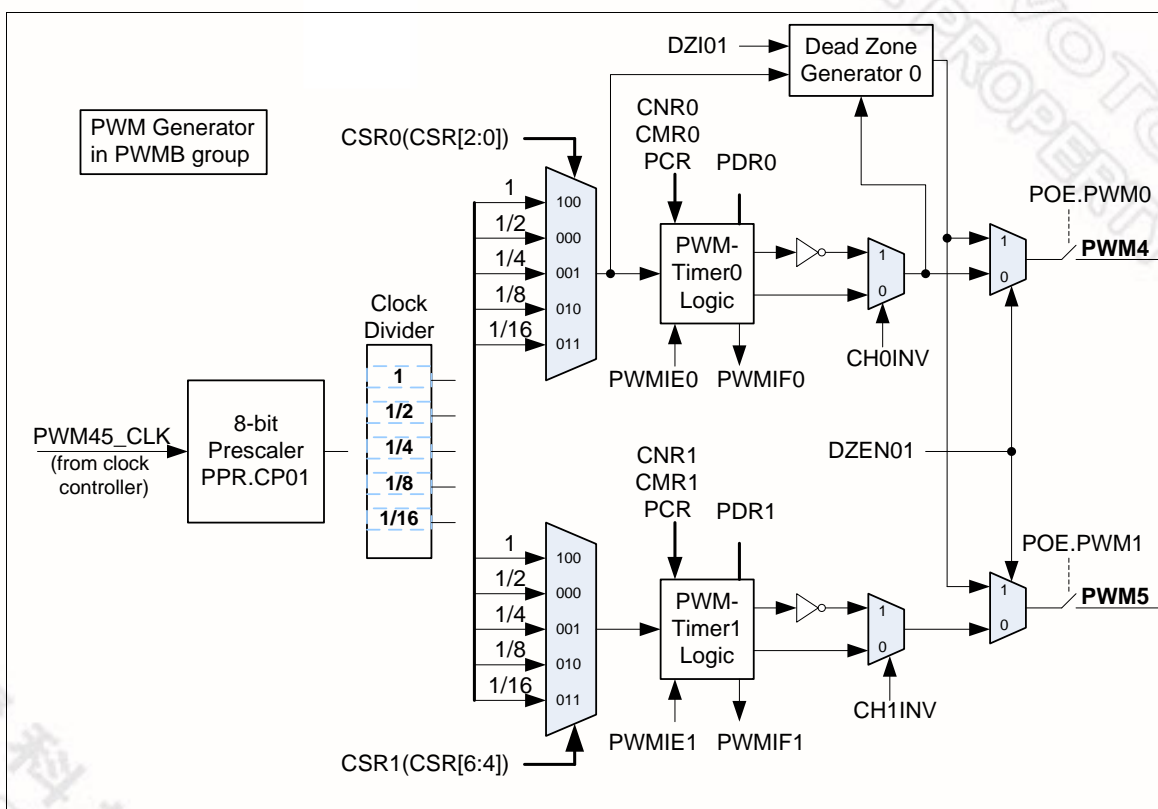 DZI01
Dead Zone
Generator 0
PWM Generator
in PWMB group
CSR0(CSR[2:0])
CNR0
CMR0
PCR
PDR0
POE.PWM0
1
1/2
1/4
1/8
1/16
100
000
001
010
011
PWM-
Timer0
Logic
1
0
1
0
PWM4
PWMIE0
PWMIF0
CH0INV
Clock
Divider
1
1/2
1/4
1/8
1/16
PWM45_CLK
(from clock
controller)
8-bit
Prescaler
PPR.CP01
DZEN01
CNR1
CMR1
PCR
PDR1
POE.PWM1
1
1/2
1/4
1/8
1/16
100
000
001
010
011
PWM-
Timer1
Logic
1
0
1
0
PWM5
PWMIE1
PWMIF1
CH1INV
CSR1(CSR[6:4])